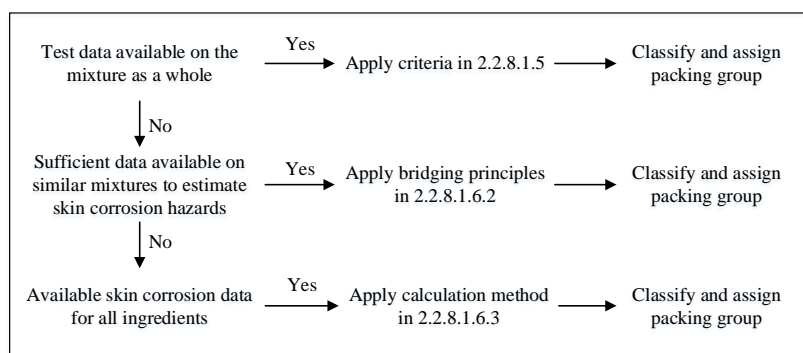 Test data available on the
mixture as a whole
Yes
Apply criteria in 2.2.8.1.5
Classify and assign
packing group
No
Sufficient data available on
similar mixtures to estimate
skin corrosion hazards
Yes
Apply bridging principles
in 2.2.8.1.6.2
Classify and assign
packing group
No
Available skin corrosion data
for all ingredients
Yes
Apply calculation method
in 2.2.8.1.6.3
Classify and assign
packing group